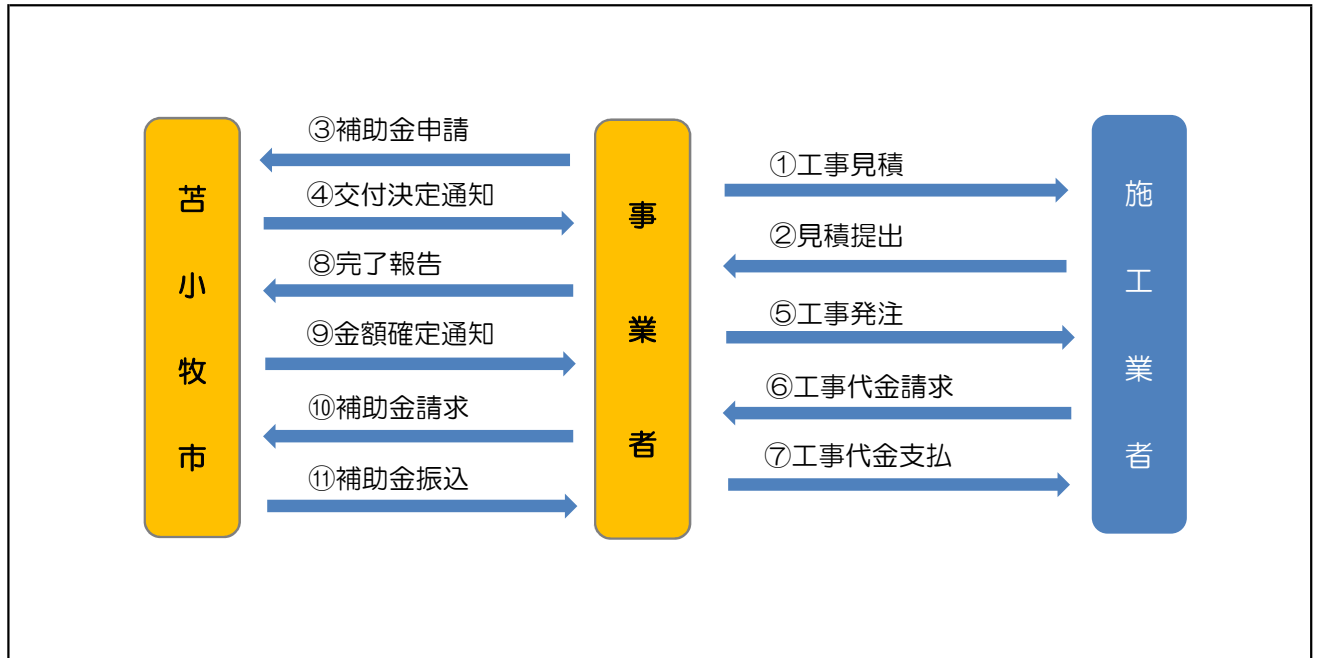 苫小牧市
③補助金申請
④交付決定通知
⑧完了報告
⑨金額確定通知
⑩補助金請求
⑪補助金振込
事業者
①工事見積
②見積提出
⑤工事発注
⑥工事代金請求
⑦工事代金支払
施工業者